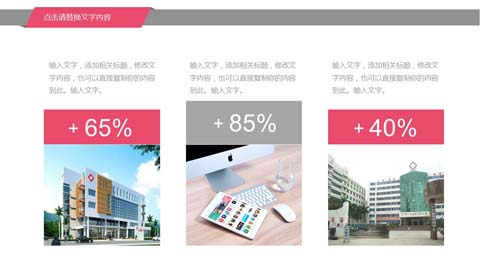 点击请替换文字内容
输入文字，添加相关标题，修改文
字内容，也可以直接复制你的内容
到此。输入文字。
+ 65%
输入文字，添加相关标题，修改文
字内容，也可以直接复制你的内容
到此。输入文字。
+ 85%
输入文字，添加相关标题，修改文
字内容，也可以直接复制你的内容
到此。输入文字。
+ 40%